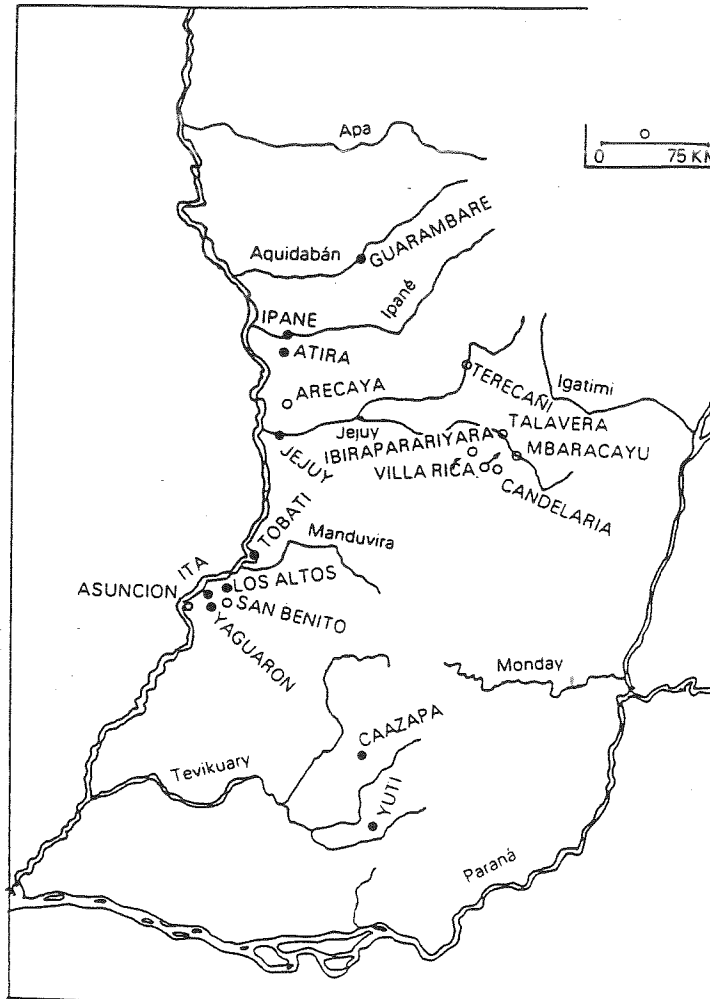 Apa
0 75 KM
GUARAMBARE
Aquidabán
Ipané
IPANE
ATIRA
TERECAÑI
Igatimi
ARECAYA
TALAVERA
Jejuy
IBIRAPARARIYARA
MBARACAYU
JEJUY
VILLA RICA
CANDELARIA
TOBATI
Manduvira
ITA
LOS ALTOS
ASUNCION
SAN BENITO
YAGUARON
Monday
CAAZAPA
Tevikuary
YUTI
Paraná